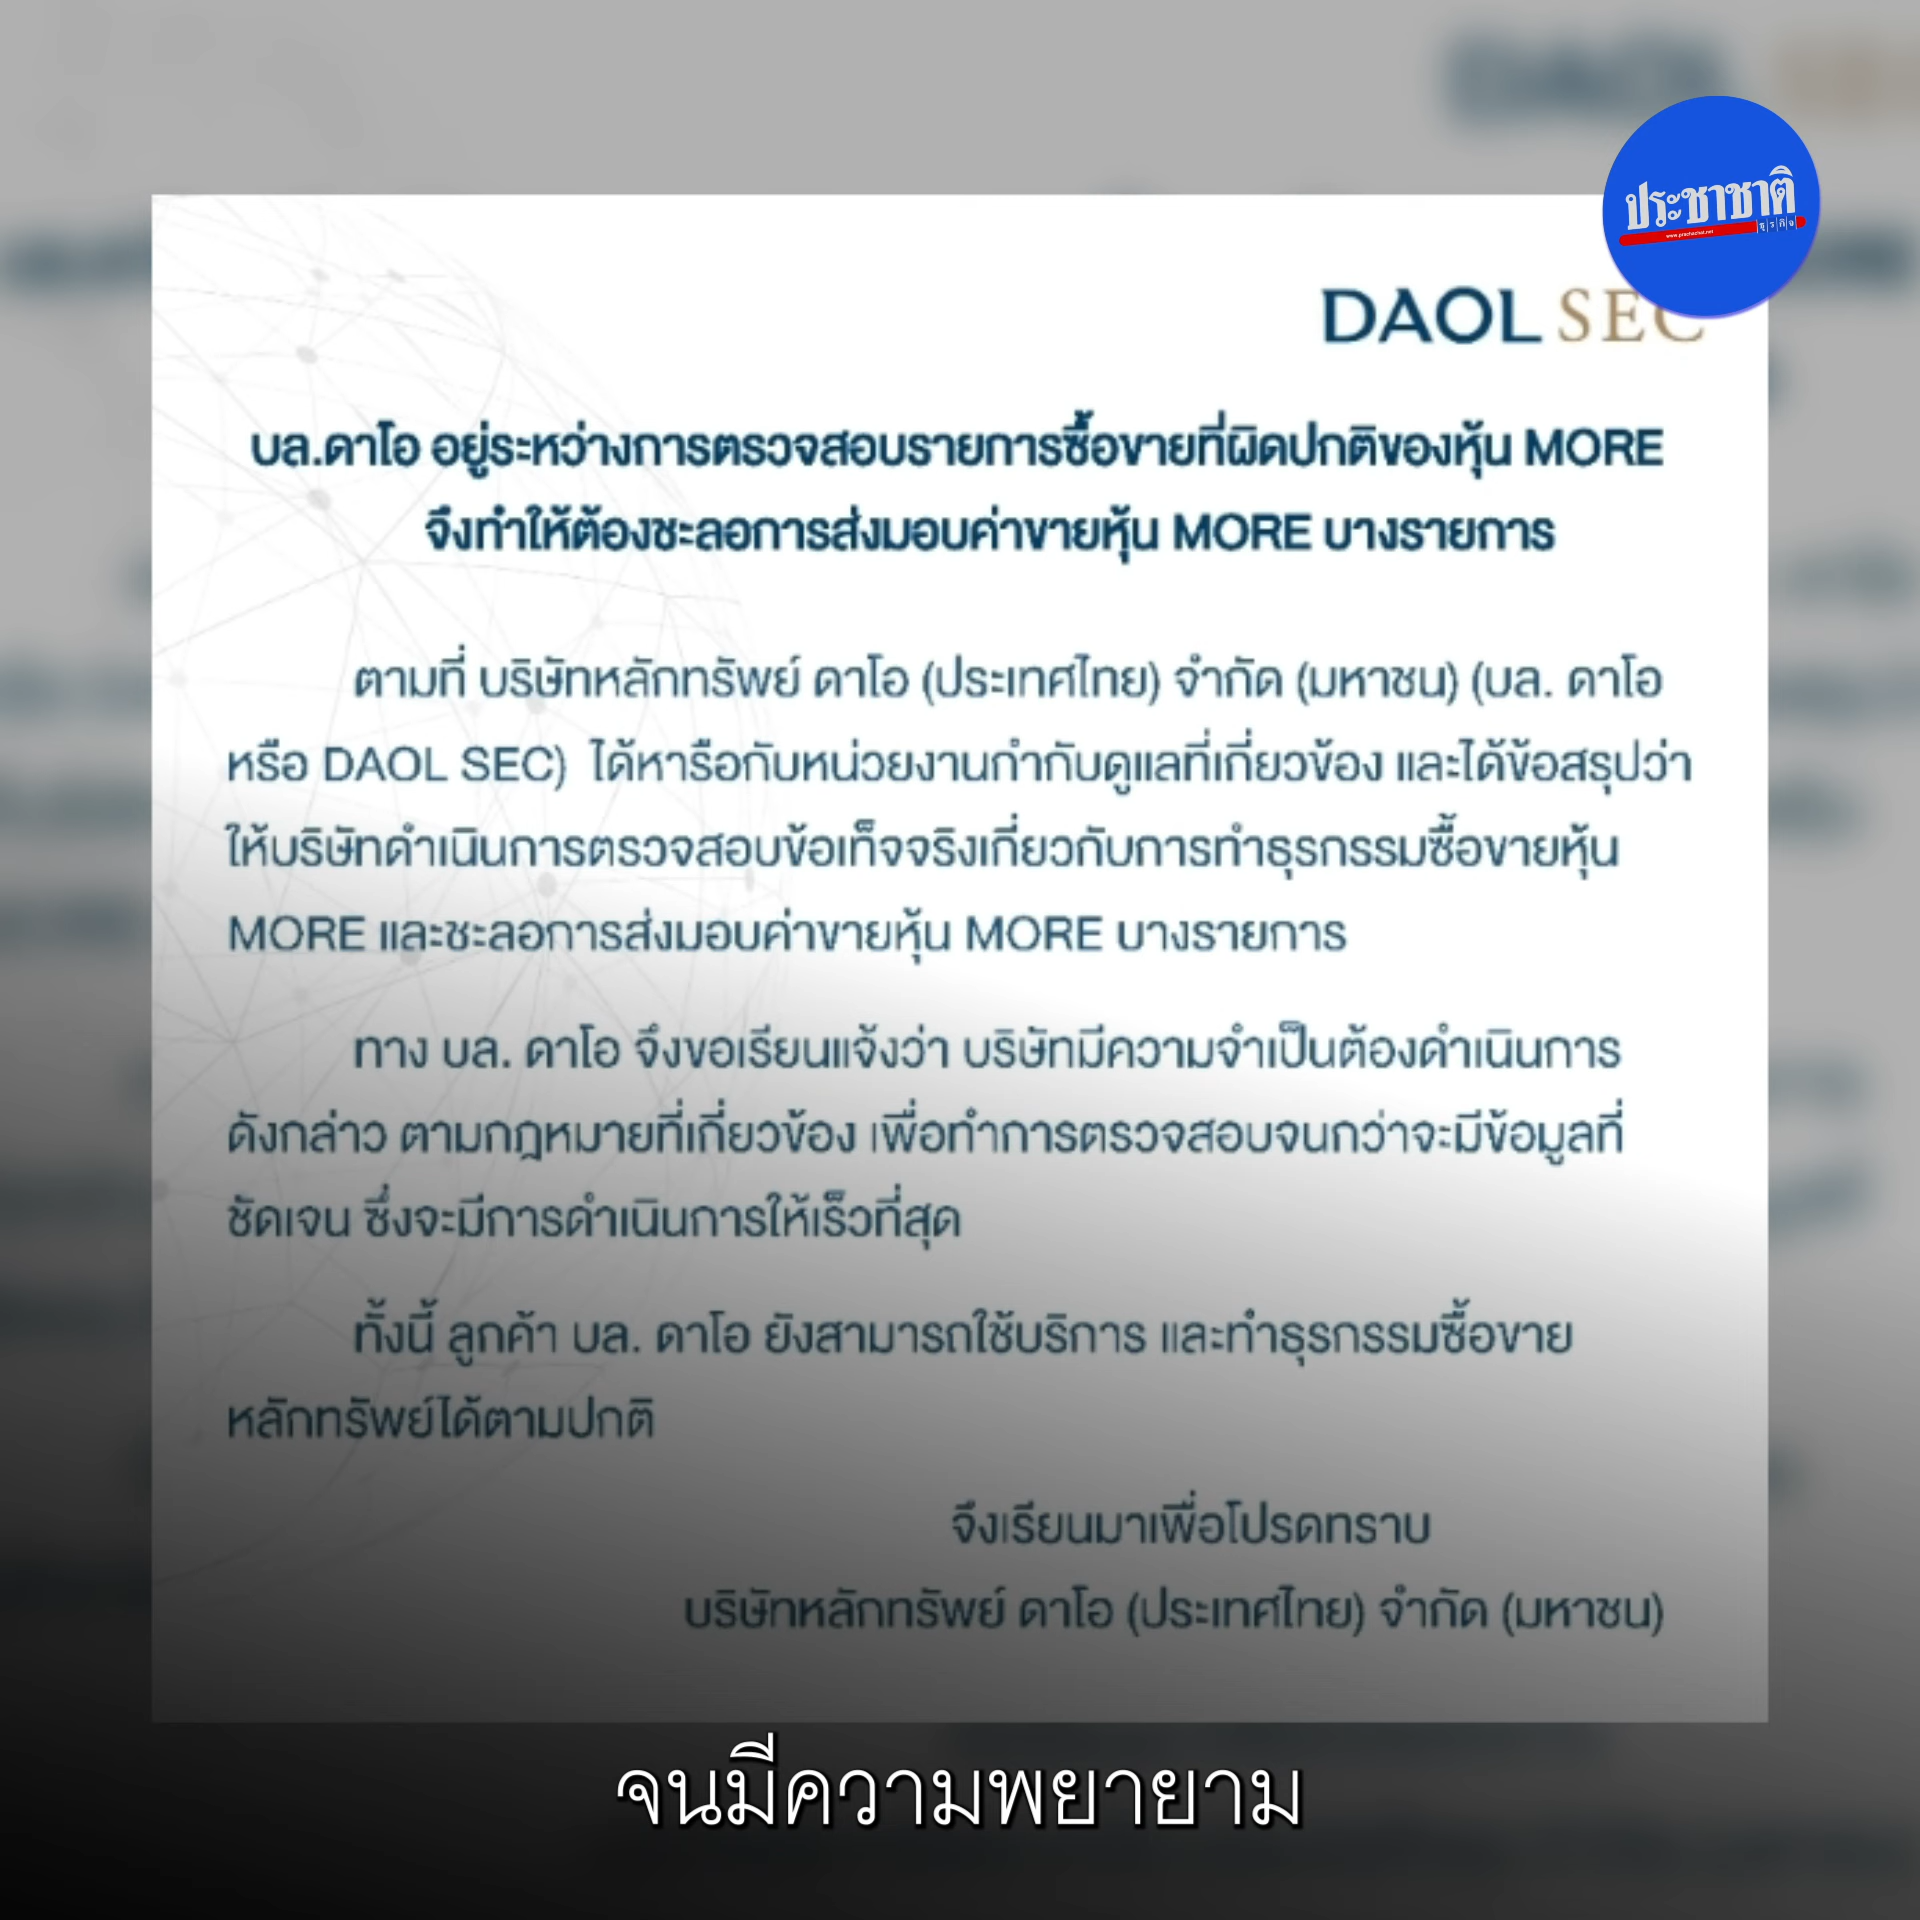 ประชาชาติ
ธุรกิจ
www.prachachat.net
DAOL SEC
บล.ดาโอ อยู่ระหว่างการตรวจสอบรายการซื้อขายที่ผิดปกติของหุ้น MORE
จึงทำให้ต้องชะลอการส่งมอบค่าขายหุ้น MORE บางรายการ
ตามที่ บริษัทหลักทรัพย์ ดาโอ (ประเทศไทย) จำกัด (มหาชน) (บล. ดาโอ
หรือ DAOL SEC) ได้หารือกับหน่วยงานกำกับดูแลที่เกี่ยวข้อง และได้ข้อสรุปว่า
ให้บริษัทดำเนินการตรวจสอบข้อเท็จจริงเกี่ยวกับการทำธุรกรรมซื้อขายหุ้น
MORE และชะลอการส่งมอบค่าขายหุ้น MORE บางรายการ
ทาง บล. ดาโอ จึงขอเรียนแจ้งว่า บริษัทมีความจำเป็นต้องดำเนินการ
ดังกล่าว ตามกฎหมายที่เกี่ยวข้อง เพื่อทำการตรวจสอบจนกว่าจะมีข้อมูลที่
ชัดเจน ซึ่งจะมีการดำเนินการให้เร็วที่สุด
ทั้งนี้ ลูกค้า บล. ดาโอ ยังสามารถใช้บริการ และทำธุรกรรมซื้อขาย
หลักทรัพย์ได้ตามปกติ
จึงเรียนมาเพื่อโปรดทราบ
บริษัทหลักทรัพย์ ดาโอ (ประเทศไทย) จำกัด (มหาชน)
จนมีความพยายาม